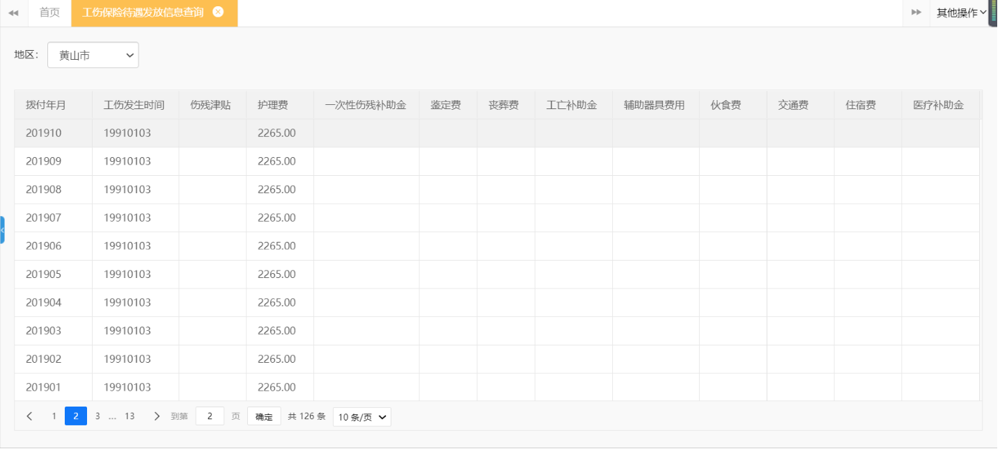 首页 工伤保险待遇发放信息查询 其他操作
地区： 黄山市
拨付年月 工伤发生时间 伤残津贴 护理费 一次性伤残补助金 鉴定费 丧葬费 工亡补助金 辅助器具费用 伙食费 交通费 住宿费 医疗补助金
201910 19910103 2265.00
201909 19910103 2265.00
201908 19910103 2265.00
201907 19910103 2265.00
201906 19910103 2265.00
201905 19910103 2265.00
201904 19910103 2265.00
201903 19910103 2265.00
201902 19910103 2265.00
201901 19910103 2265.00
1 2 3 ... 13 到第 2 页 确定 共 126 条 10 条/页